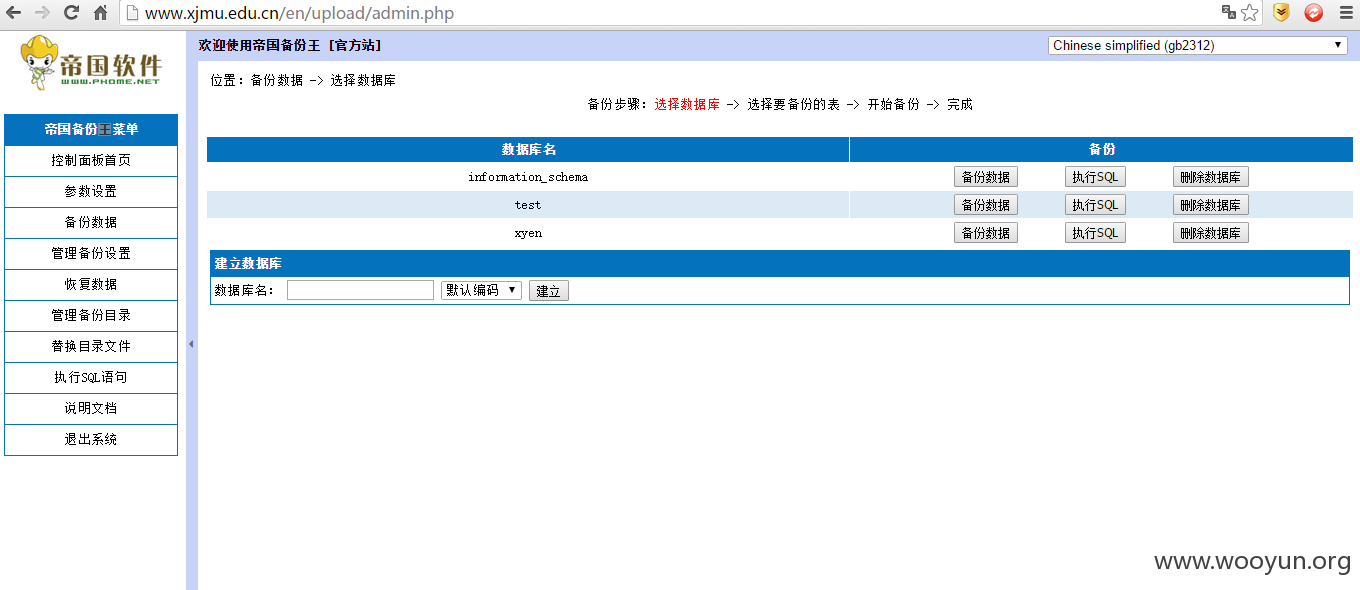 www.xjmu.edu.cn/en/upload/admin.php
帝国软件
WWW.PHOME.NET
欢迎使用帝国备份王 [官方站]
Chinese simplified (gb2312)
位置：备份数据 -> 选择数据库
备份步骤：选择数据库 -> 选择要备份的表 -> 开始备份 -> 完成
帝国备份王菜单
控制面板首页
参数设置
备份数据
管理备份设置
恢复数据
管理备份目录
替换目录文件
执行SQL语句
说明文档
退出系统
数据库名 备份
information_schema 备份数据 执行SQL 删除数据库
test 备份数据 执行SQL 删除数据库
xyen 备份数据 执行SQL 删除数据库
建立数据库
数据库名： 默认编码 建立
www.wooyun.org